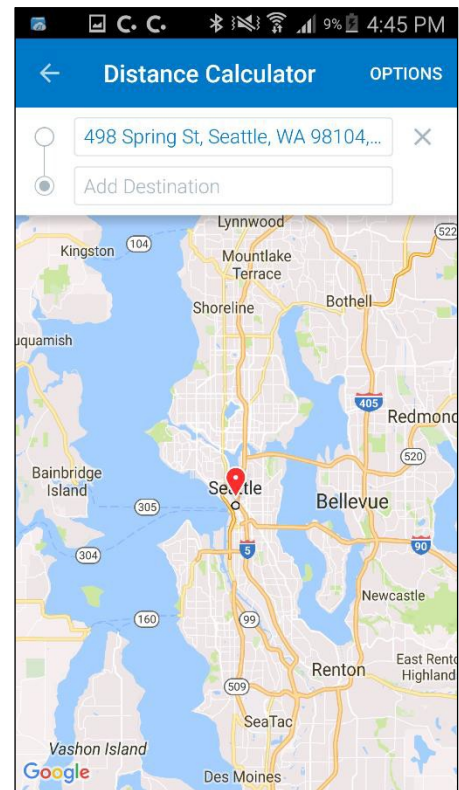 C. C. 9% 4:45 PM
Distance Calculator OPTIONS
498 Spring St, Seattle, WA 98104,...
Add Destination
Lynnwood
522
Kingston 104
Mountlake
Terrace
Shoreline Bothell
uquamish
405
Redmond
520
Bainbridge
Island
Seattle
305
Bellevue
5 90
304
Newcastle
160 99
East Rento
Highland
Renton
509
SeaTac
Vashon Island
Google
Des Moines